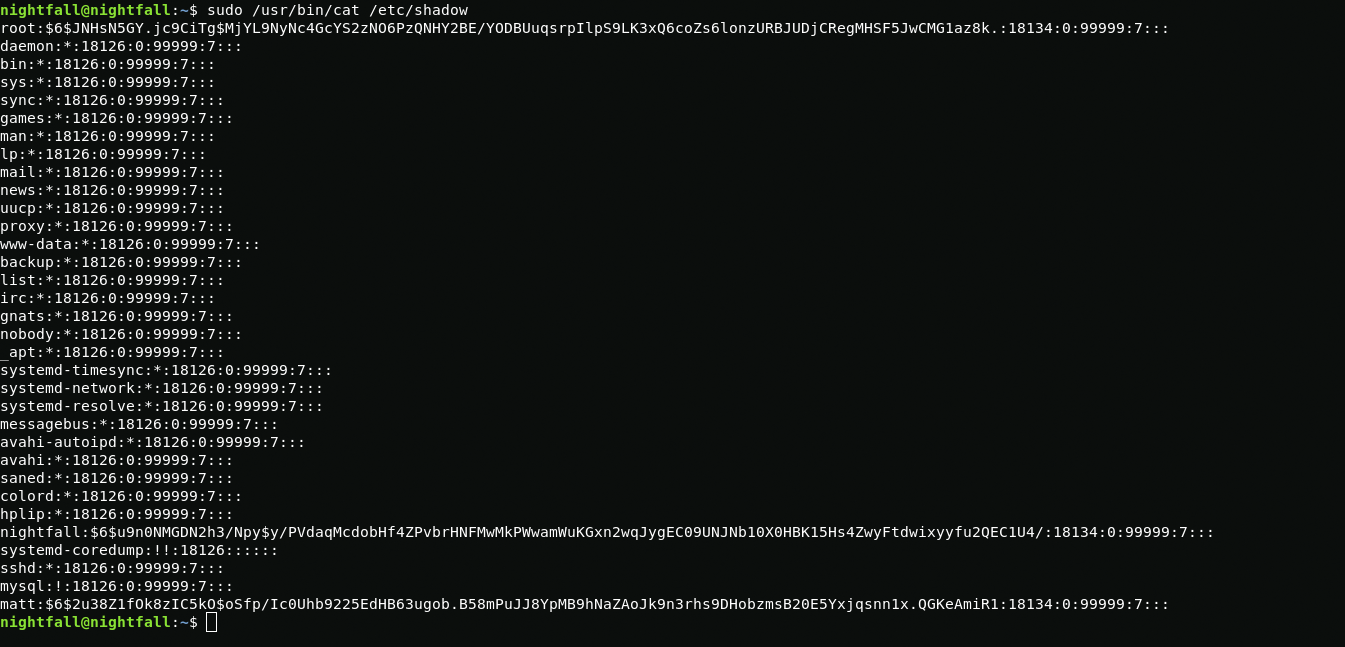 nightfall@nightfall:~$ sudo /usr/bin/cat /etc/shadow
root:$6$JNHsN5GY.jc9CiTg$MjYL9NyNc4GcYS2zNO6PzQNHY2BE/YODBUuqsrpIlpS9LK3xQ6coZs6lonzURBJUDjCRegMHSF5JwCMG1az8k.:18134:0:99999:7:::
daemon:*:18126:0:99999:7:::
bin:*:18126:0:99999:7:::
sys:*:18126:0:99999:7:::
sync:*:18126:0:99999:7:::
games:*:18126:0:99999:7:::
man:*:18126:0:99999:7:::
lp:*:18126:0:99999:7:::
mail:*:18126:0:99999:7:::
news:*:18126:0:99999:7:::
uucp:*:18126:0:99999:7:::
proxy:*:18126:0:99999:7:::
www-data:*:18126:0:99999:7:::
backup:*:18126:0:99999:7:::
list:*:18126:0:99999:7:::
irc:*:18126:0:99999:7:::
gnats:*:18126:0:99999:7:::
nobody:*:18126:0:99999:7:::
_apt:*:18126:0:99999:7:::
systemd-timesync:*:18126:0:99999:7:::
systemd-network:*:18126:0:99999:7:::
systemd-resolve:*:18126:0:99999:7:::
messagebus:*:18126:0:99999:7:::
avahi-autoipd:*:18126:0:99999:7:::
avahi:*:18126:0:99999:7:::
saned:*:18126:0:99999:7:::
colord:*:18126:0:99999:7:::
hplip:*:18126:0:99999:7:::
nightfall:$6$u9n0NMGDN2h3/Npy$y/PVdaqMcdobHf4ZPvbrHNFMwMkPWwamWuKGxn2wqJygEC09UNJNb10X0HBK15Hs4ZwyFtdwixyyfu2QEC1U4/:18134:0:99999:7:::
systemd-coredump:!!:18126::::::
sshd:*:18126:0:99999:7:::
mysql:!:18126:0:99999:7:::
matt:$6$2u38Z1fOk8zIC5kO$oSfp/Ic0Uhb9225EdHB63ugob.B58mPuJJ8YpMB9hNaZAoJk9n3rhs9DHobzmsB20E5Yxjqsnn1x.QGKeAmiR1:18134:0:99999:7:::
nightfall@nightfall:~$